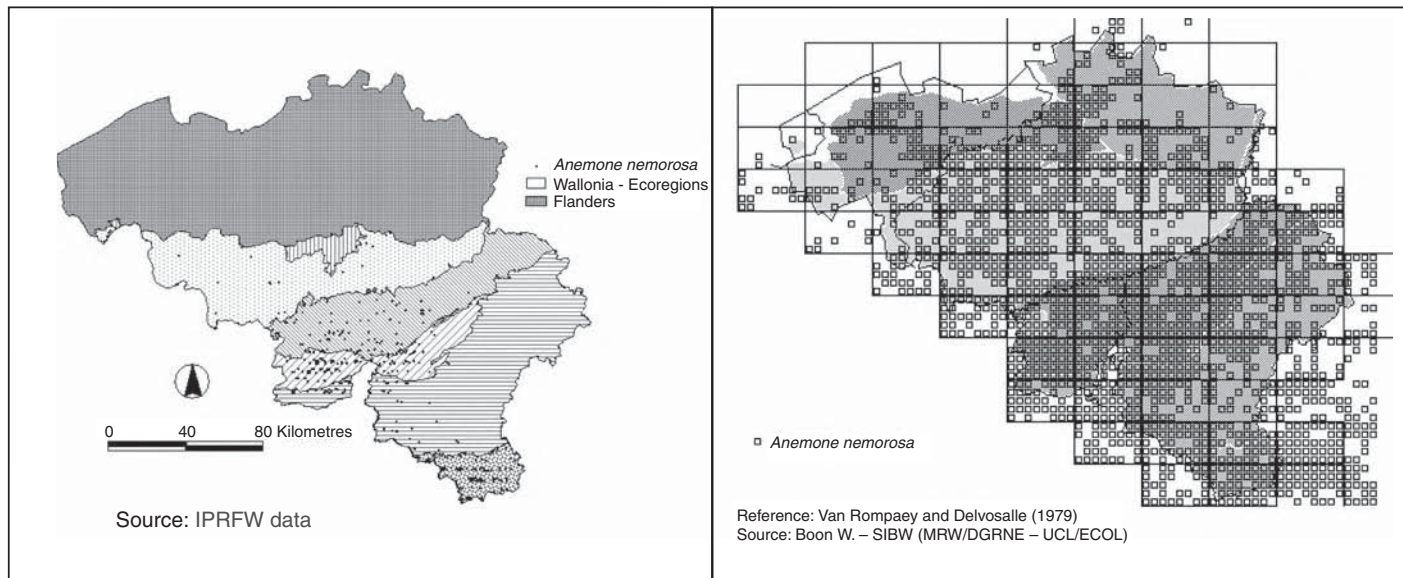 Anemone nemorosa
Wallonia - Ecoregions
Flanders
0 40 80 Kilometres
Source: IPRFW data
Anemone nemorosa
Reference: Van Rompaey and Delvosalle (1979)
Source: Boon W. – SIBW (MRW/DGRNE – UCL/ECOL)